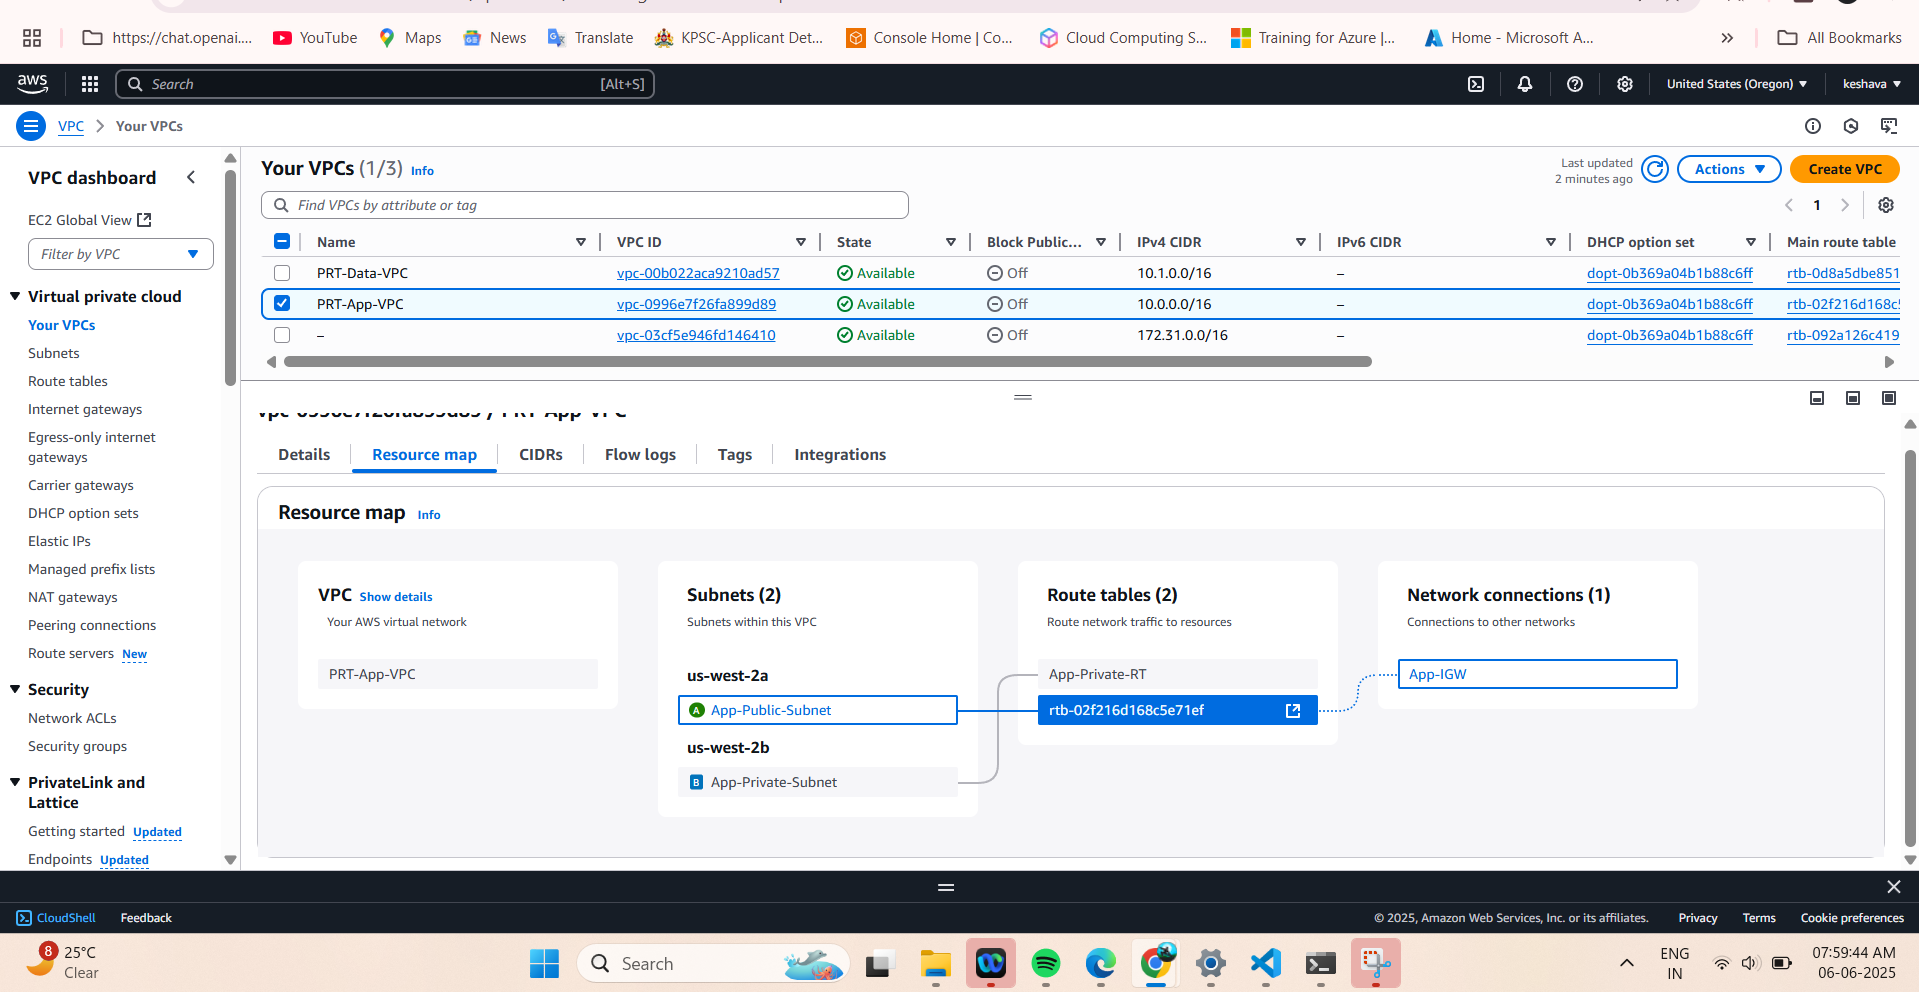 https://chat.openai.... YouTube Maps News Translate KPSC-Applicant Det... Console Home | Co... Cloud Computing S... Training for Azure |... Home - Microsoft A... All Bookmarks
aws Search [Alt+S] United States (Oregon) keshava
VPC Your VPCs
VPC dashboard
EC2 Global View
Filter by VPC
Virtual private cloud
Your VPCs
Subnets
Route tables
Internet gateways
Egress-only internet
gateways
Carrier gateways
DHCP option sets
Elastic IPs
Managed prefix lists
NAT gateways
Peering connections
Route servers New
Security
Network ACLs
Security groups
PrivateLink and
Lattice
Getting started Updated
Endpoints Updated
Your VPCs (1/3) Info
Last updated
2 minutes ago
Actions
Create VPC
Find VPCs by attribute or tag
1
Name VPC ID State Block Public... IPv4 CIDR IPv6 CIDR DHCP option set Main route table
PRT-Data-VPC vpc-00b022aca9210ad57 Available Off 10.1.0.0/16 – dopt-0b369a04b1b88c6ff rtb-0d8a5dbe851
PRT-App-VPC vpc-0996e7f26fa899d89 Available Off 10.0.0.0/16 – dopt-0b369a04b1b88c6ff rtb-02f216d168c5
– vpc-03cf5e946fd146410 Available Off 172.31.0.0/16 – dopt-0b369a04b1b88c6ff rtb-092a126c419
vpc-0996e7f26fa899d89 / PRT-App-VPC
Details Resource map CIDRs Flow logs Tags Integrations
Resource map Info
VPC Show details
Your AWS virtual network
PRT-App-VPC
Subnets (2)
Subnets within this VPC
us-west-2a
A App-Public-Subnet
us-west-2b
B App-Private-Subnet
Route tables (2)
Route network traffic to resources
App-Private-RT
rtb-02f216d168c5e71ef
Network connections (1)
Connections to other networks
App-IGW
CloudShell Feedback © 2025, Amazon Web Services, Inc. or its affiliates. Privacy Terms Cookie preferences
8
25°C
Clear
Search
ENG
IN
07:59:44 AM
06-06-2025